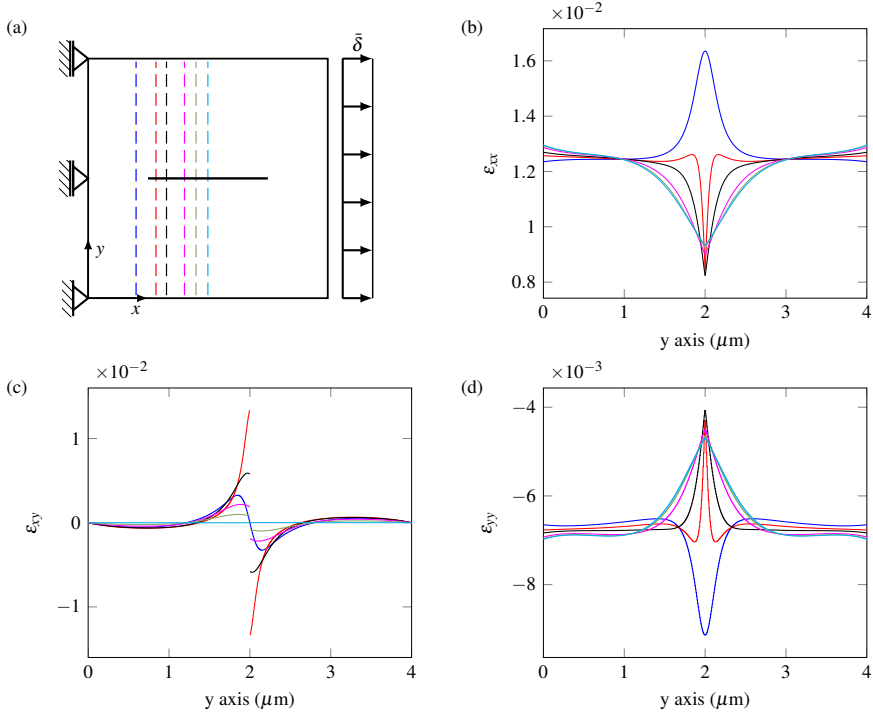 (a)
δ̄
y
x
(b)
×10⁻²
1.6
1.4
1.2
1
0.8
ε_xx
0 1 2 3 4
y axis (μm)
(c)
×10⁻²
1
0
−1
ε_xy
0 1 2 3 4
y axis (μm)
(d)
×10⁻³
−4
−6
−8
ε_yy
0 1 2 3 4
y axis (μm)